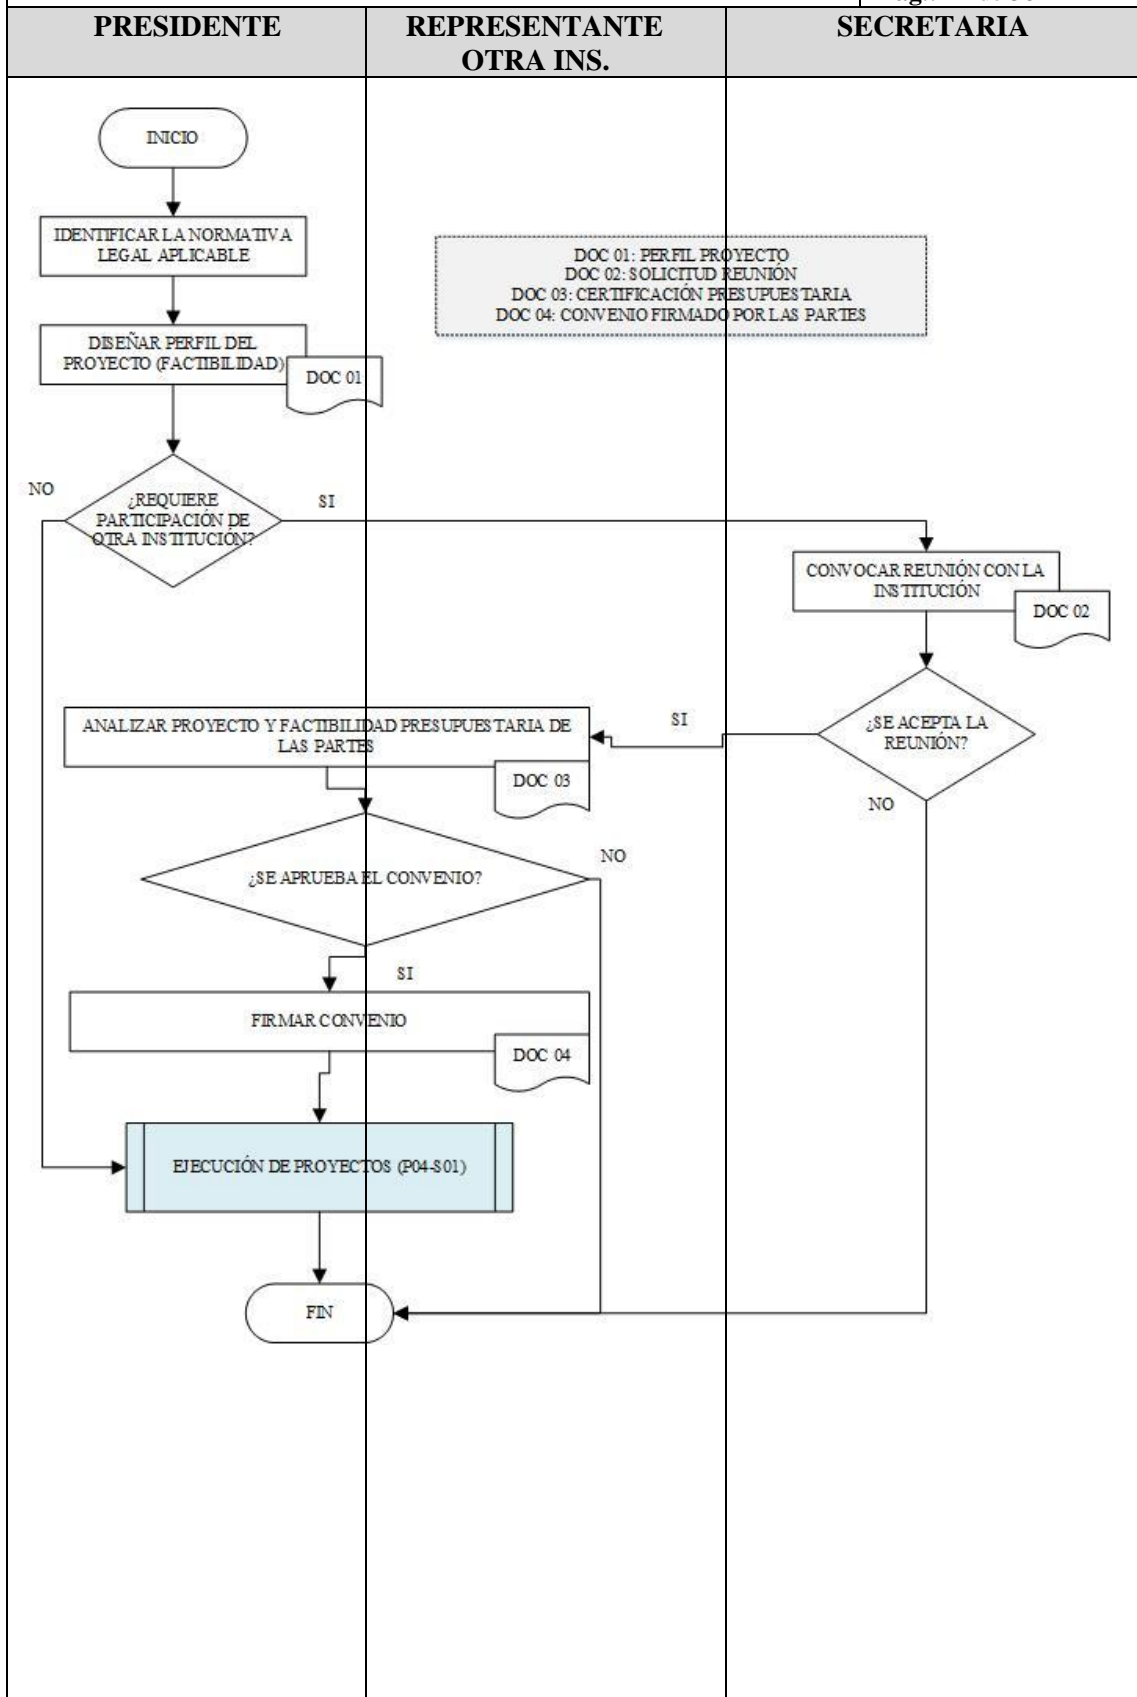 PRESIDENTE
REPRESENTANTE
OTRA INS.
SECRETARIA
INICIO
IDENTIFICAR LA NORMATIVA
LEGAL APLICABLE
DOC 01: PERFIL PROYECTO
DOC 02: SOLICITUD REUNIÓN
DOC 03: CERTIFICACIÓN PRESUPUESTARIA
DOC 04: CONVENIO FIRMADO POR LAS PARTES
DISEÑAR PERFIL DEL
PROYECTO (FACTIBILIDAD)
DOC 01
NO
¿REQUIERE
PARTICIPACIÓN DE
OTRA INSTITUCIÓN?
SI
CONVOCAR REUNIÓN CON LA
INSTITUCIÓN
DOC 02
¿SE ACEPTA LA
REUNIÓN?
SI
NO
ANALIZAR PROYECTO Y FACTIBILIDAD PRESUPUESTARIA DE
LAS PARTES
DOC 03
¿SE APRUEBA EL CONVENIO?
NO
SI
FIRMAR CONVENIO
DOC 04
EJECUCIÓN DE PROYECTOS (P04-S01)
FIN